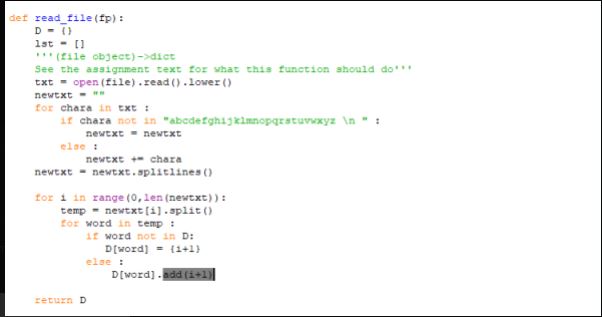 def read_file(fp):
    D = {}
    lst = []
    '''(file object)->dict
    See the assignment text for what this function should do'''
    txt = open(file).read().lower()
    newtxt = ""
    for chara in txt :
        if chara not in "abcdefghijklmnopqrstuvwxyz \n " :
            newtxt = newtxt
        else :
            newtxt += chara
    newtxt = newtxt.splitlines()

    for i in range(0,len(newtxt)):
        temp = newtxt[i].split()
        for word in temp :
            if word not in D:
               D[word] = {i+1}
            else :
                D[word].add(i+1)

    return D